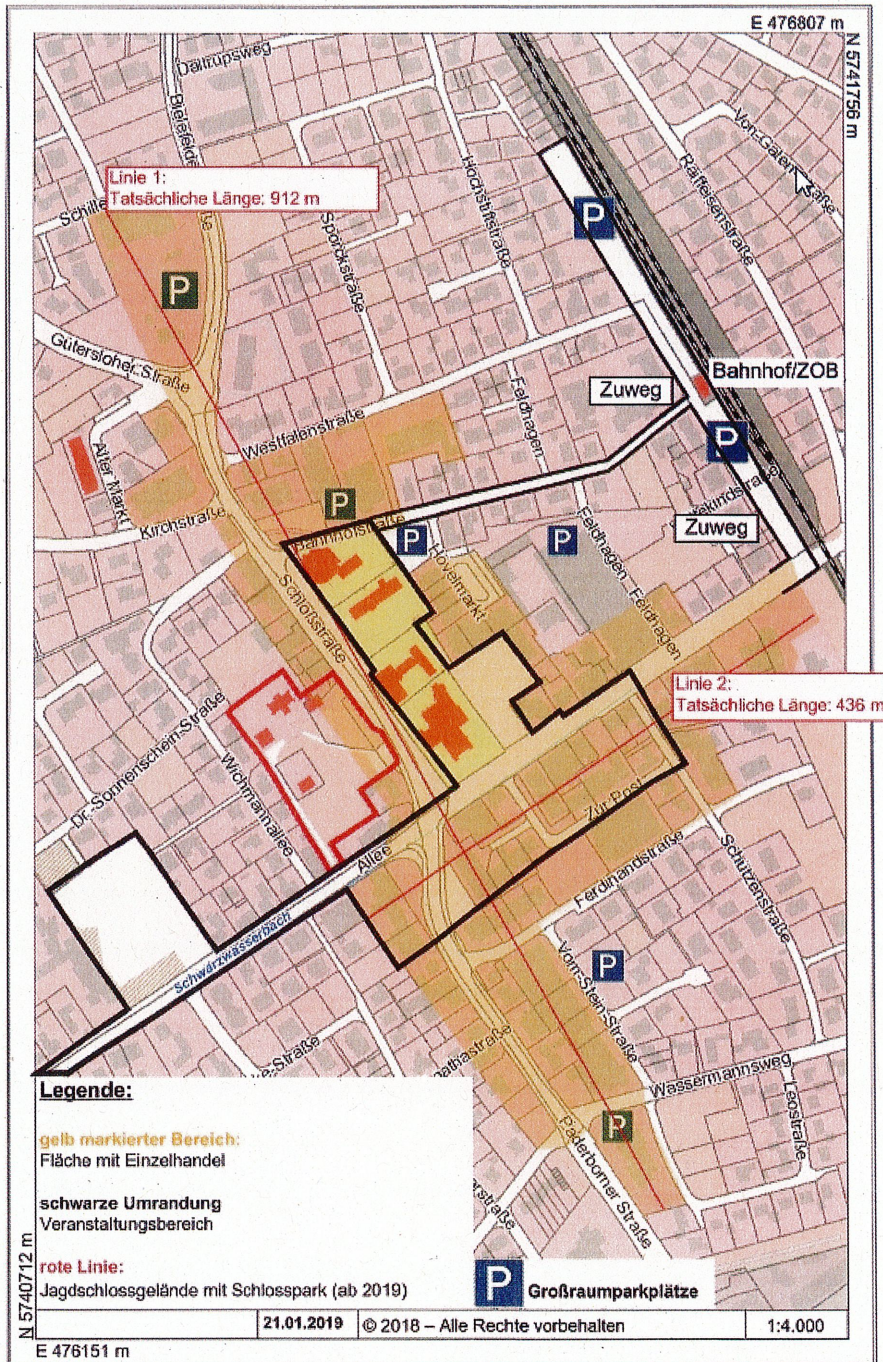 E 476807 m
N 5741756 m
Daltrupsweg
Von-Galen-Straße
Raiffeisenstraße
Hochstiftstraße
Linie 1:
Tatsächliche Länge: 912 m
Sporckstraße
P
P
Gütersloher Straße
Bahnhof/ZOB
Zuweg
Feldhagen
Westfalenstraße
P
Alter Markt
Kirchstraße
P
Zuweg
Bahnhofstraße
P
P
Hövelmarkt
Feldhagen
Feldhagen
Schloßstraße
Linie 2:
Tatsächliche Länge: 436 m
Dr.-Sonnenschein-Straße
Wichmannallee
Zur Post
Allee
Ferdinandstraße
Schützenstraße
Schwarzwasserbach
P
Vom-Stein-Straße
Wassermannsweg
Leostraße
P
Paderborner Straße
Legende:
gelb markierter Bereich:
Fläche mit Einzelhandel
schwarze Umrandung
Veranstaltungsbereich
rote Linie:
Jagdschlossgelände mit Schlosspark (ab 2019)
P Großraumparkplätze
N 5740712 m
21.01.2019
© 2018 – Alle Rechte vorbehalten
1:4.000
E 476151 m